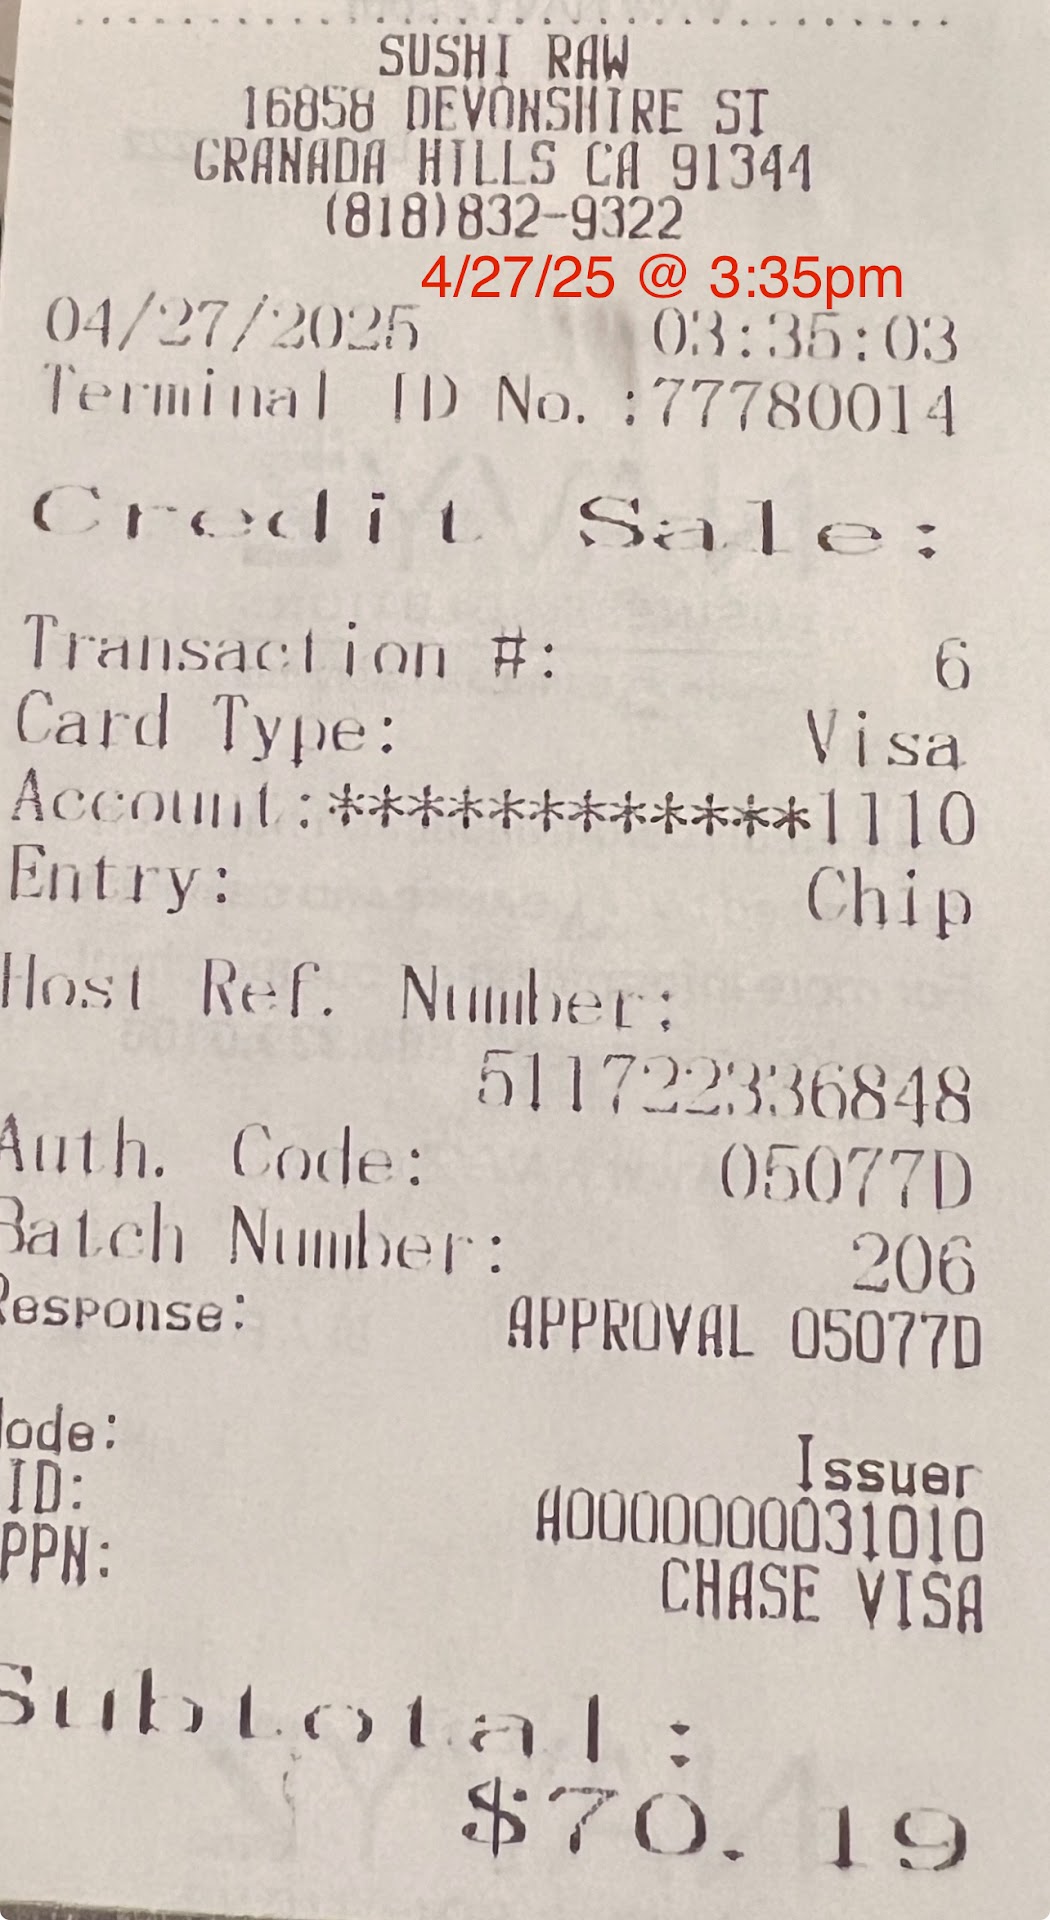 SUSHI RAW
16858 DEVONSHIRE ST
GRANADA HILLS CA 91344
(818)832-9322
4/27/25 @ 3:35pm
04/27/2025 03:35:03
Terminal ID No.:77780014
Credit Sale:
Transaction #: 6
Card Type: Visa
Account:************1110
Entry: Chip
Host Ref. Number:
511722336848
Auth. Code: 05077D
Batch Number: 206
Response: APPROVAL 05077D
ode: Issuer
ID: A0000000031010
PPN: CHASE VISA
Subtotal:
$70.19